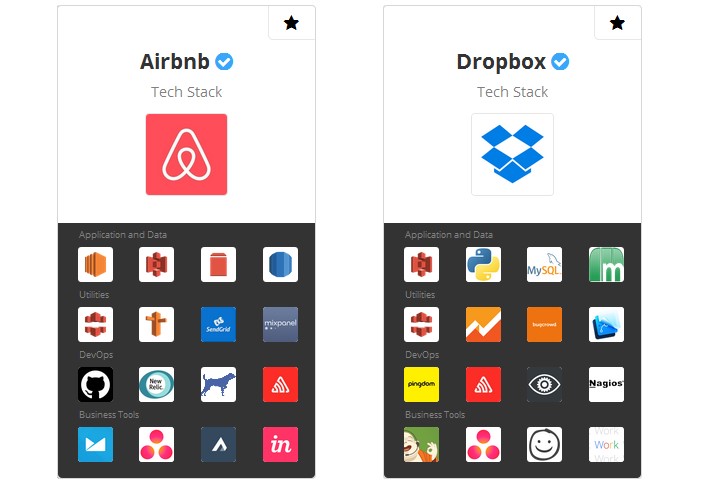 Airbnb
Tech Stack
Application and Data
Utilities
SendGrid
mixpanel
DevOps
New
Relic.
Business Tools
in
Dropbox
Tech Stack
Application and Data
MySQL
m
Utilities
bugcrowd
DevOps
pingdom
Nagios
Business Tools
Work
Work
Work